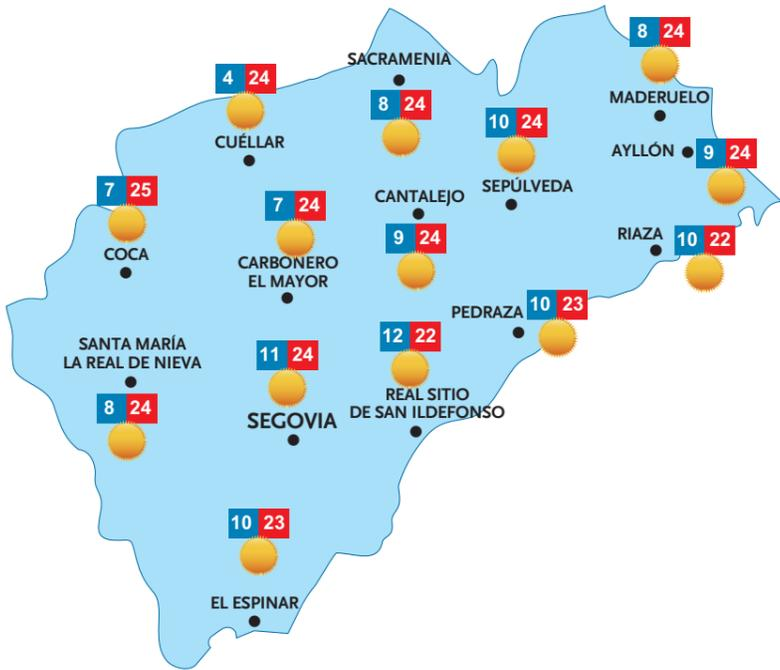 8 24
MADERUELO
SACRAMENIA
8 24
4 24
CUÉLLAR
10 24
SEPÚLVEDA
AYLLÓN
9 24
7 25
COCA
7 24
CARBONERO
EL MAYOR
CANTALEJO
9 24
RIAZA
10 22
PEDRAZA
10 23
SANTA MARÍA
LA REAL DE NIEVA
8 24
11 24
SEGOVIA
12 22
REAL SITIO
DE SAN ILDEFONSO
10 23
EL ESPINAR